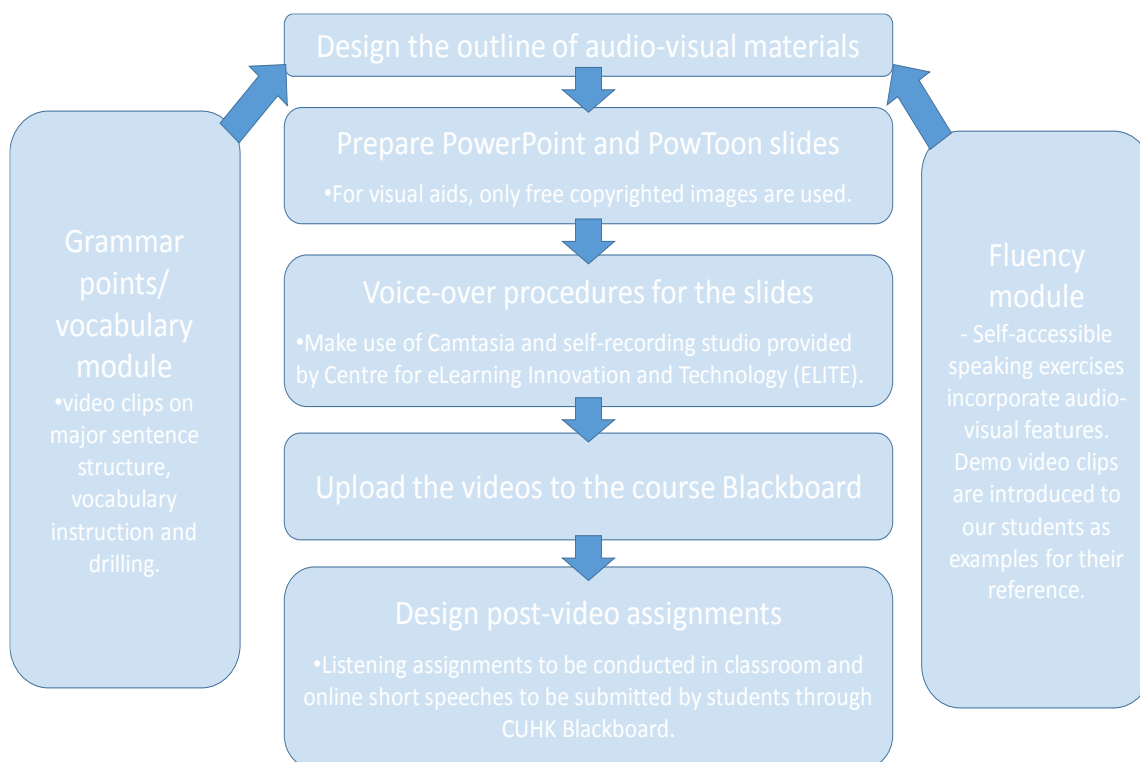 Design the outline of audio-visual materials
Prepare PowerPoint and PowToon slides
•For visual aids, only free copyrighted images are used.
Voice-over procedures for the slides
•Make use of Camtasia and self-recording studio provided
by Centre for eLearning Innovation and Technology (ELITE).
Upload the videos to the course Blackboard
Design post-video assignments
•Listening assignments to be conducted in classroom and
online short speeches to be submitted by students through
CUHK Blackboard.
Grammar
points/
vocabulary
module
•video clips on
major sentence
structure,
vocabulary
instruction and
drilling.
Fluency
module
- Self-accessible
speaking exercises
incorporate audio-
visual features.
Demo video clips
are introduced to
our students as
examples for their
reference.